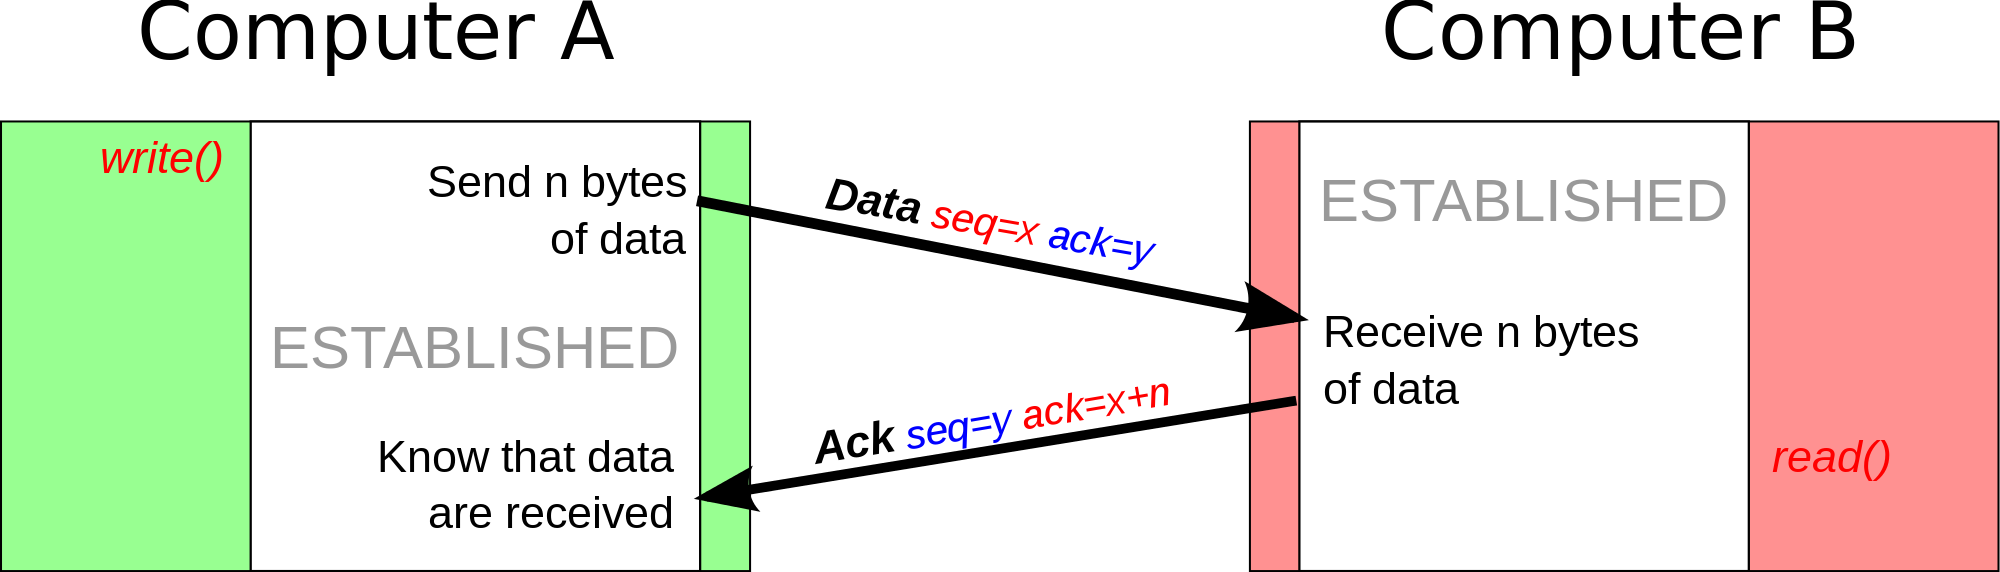 Computer A
Computer B
write()
Send n bytes
of data
ESTABLISHED
Know that data
are received
Data seq=x ack=y
Ack seq=y ack=x+n
ESTABLISHED
Receive n bytes
of data
read()